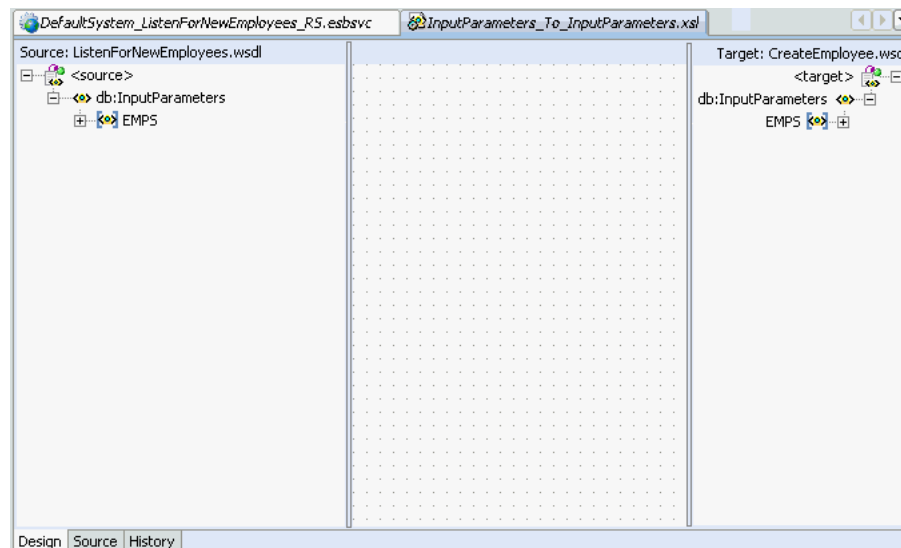 DefaultSystem_ListenForNewEmployees_RS.esbsvc InputParameters_To_InputParameters.xsl
Source: ListenForNewEmployees.wsdl Target: CreateEmployee.wsd
<source> <target>
db:InputParameters db:InputParameters
EMPS EMPS
Design Source History